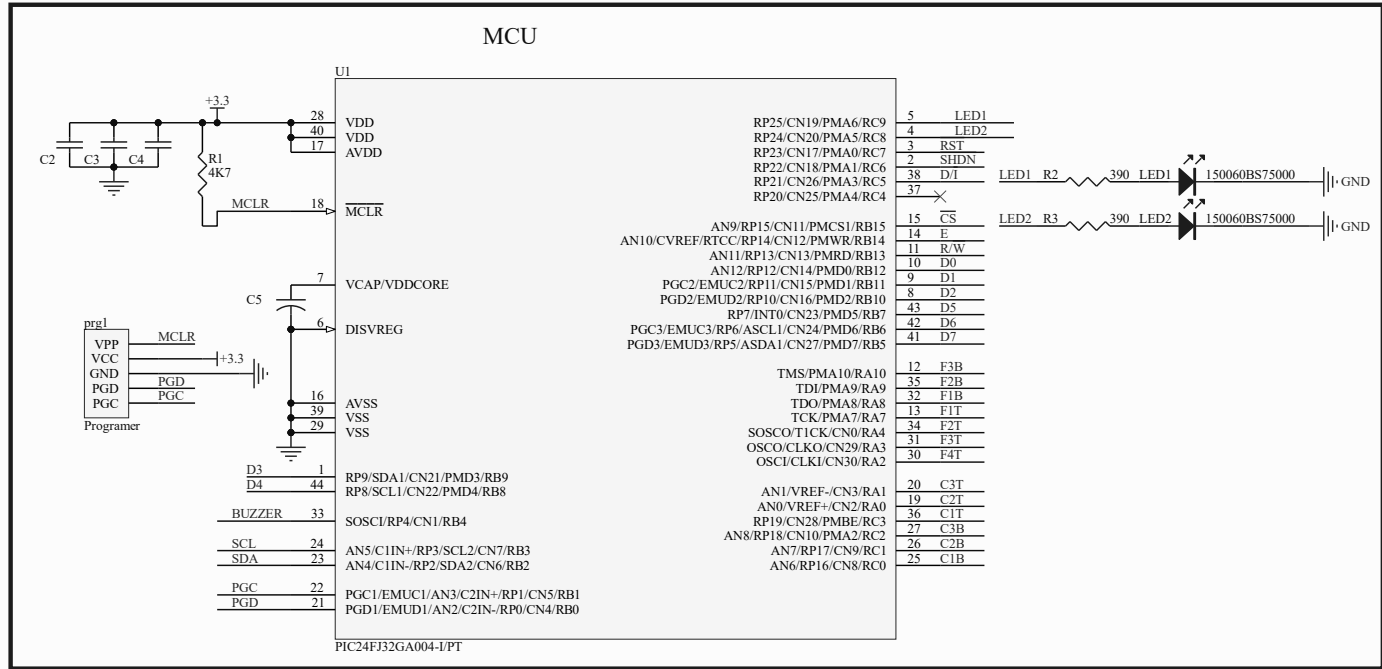 MCU
U1
+3.3
C2 C3 C4
R1
4K7
MCLR
28 VDD
40 VDD
17 AVDD
18 MCLR
7 VCAP/VDDCORE
C5
6 DISVREG
16 AVSS
39 VSS
29 VSS
prg1
VPP MCLR
VCC +3.3
GND
PGD PGD
PGC PGC
Programer
D3 1 RP9/SDA1/CN21/PMD3/RB9
D4 44 RP8/SCL1/CN22/PMD4/RB8
BUZZER 33 SOSCI/RP4/CN1/RB4
SCL 24 AN5/C1IN+/RP3/SCL2/CN7/RB3
SDA 23 AN4/C1IN-/RP2/SDA2/CN6/RB2
PGC 22 PGC1/EMUC1/AN3/C2IN+/RP1/CN5/RB1
PGD 21 PGD1/EMUD1/AN2/C2IN-/RP0/CN4/RB0
PIC24FJ32GA004-I/PT
RP25/CN19/PMA6/RC9 5 LED1
RP24/CN20/PMA5/RC8 4 LED2
RP23/CN17/PMA0/RC7 3 RST
RP22/CN18/PMA1/RC6 2 SHDN
RP21/CN26/PMA3/RC5 38 D/I
RP20/CN25/PMA4/RC4 37
AN9/RP15/CN11/PMCS1/RB15 15 CS
AN10/CVREF/RTCC/RP14/CN12/PMWR/RB14 14 E
AN11/RP13/CN13/PMRD/RB13 11 R/W
AN12/RP12/CN14/PMD0/RB12 10 D0
PGC2/EMUC2/RP11/CN15/PMD1/RB11 9 D1
PGD2/EMUD2/RP10/CN16/PMD2/RB10 8 D2
RP7/INT0/CN23/PMD5/RB7 43 D5
PGC3/EMUC3/RP6/ASCL1/CN24/PMD6/RB6 42 D6
PGD3/EMUD3/RP5/ASDA1/CN27/PMD7/RB5 41 D7
TMS/PMA10/RA10 12 F3B
TDI/PMA9/RA9 35 F2B
TDO/PMA8/RA8 32 F1B
TCK/PMA7/RA7 13 F1T
SOSCO/T1CK/CN0/RA4 34 F2T
OSCO/CLKO/CN29/RA3 31 F3T
OSCI/CLKI/CN30/RA2 30 F4T
AN1/VREF-/CN3/RA1 20 C3T
AN0/VREF+/CN2/RA0 19 C2T
RP19/CN28/PMBE/RC3 36 C1T
AN8/RP18/CN10/PMA2/RC2 27 C3B
AN7/RP17/CN9/RC1 26 C2B
AN6/RP16/CN8/RC0 25 C1B
LED1 R2 390 LED1 150060BS75000 GND
LED2 R3 390 LED2 150060BS75000 GND